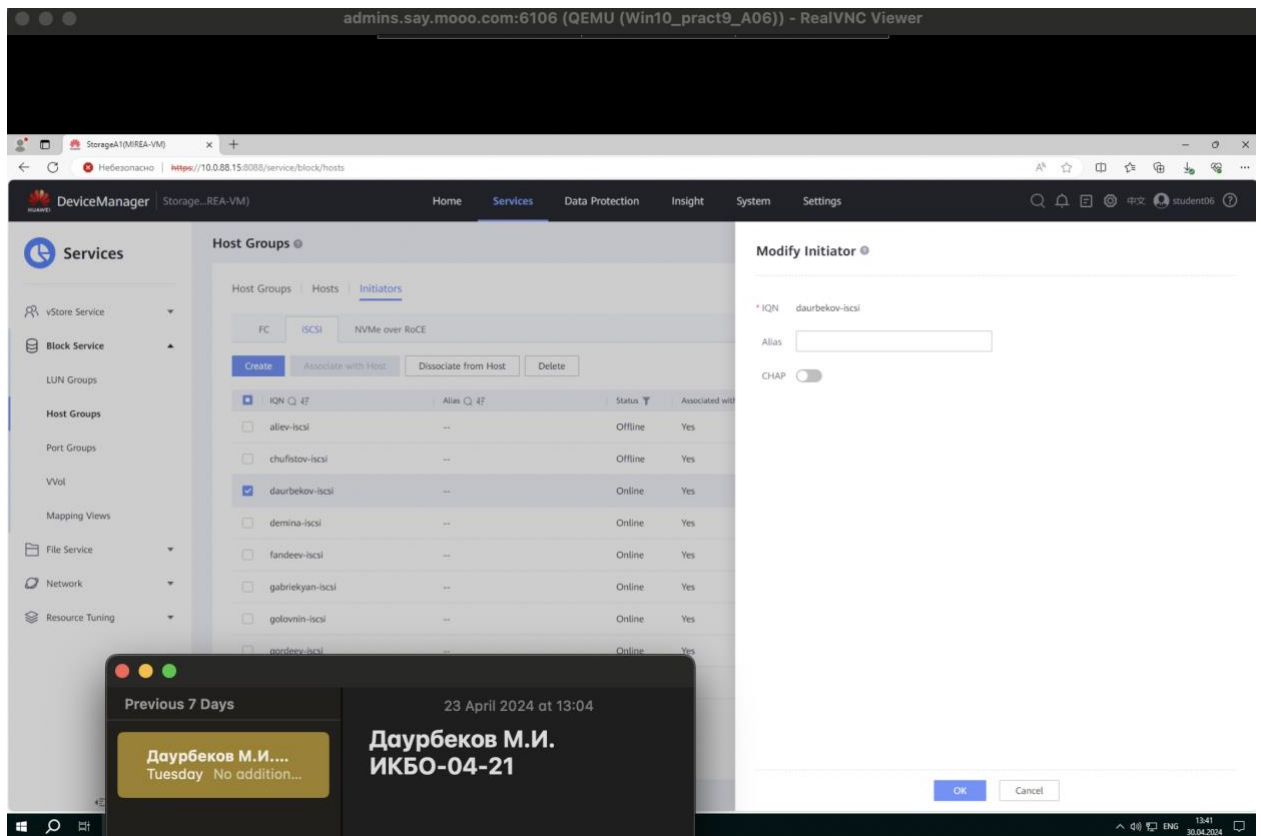 admins.say.mooo.com:6106 (QEMU (Win10_pract9_A06)) - RealVNC Viewer
StorageA1(MIREA-VM)
Небезопасно https://10.0.88.15:8088/service/block/hosts
HUAWEI DeviceManager Storage...REA-VM) Home Services Data Protection Insight System Settings 中文 student06
Services
vStore Service
Block Service
LUN Groups
Host Groups
Port Groups
VVol
Mapping Views
File Service
Network
Resource Tuning
Host Groups
Host Groups Hosts Initiators
FC iSCSI NVMe over RoCE
Create Associate with Host Dissociate from Host Delete
IQN Alias Status Associated with
aliev-iscsi -- Offline Yes
chufistov-iscsi -- Offline Yes
daurbekov-iscsi -- Online Yes
demina-iscsi -- Online Yes
fandeev-iscsi -- Online Yes
gabriekyan-iscsi -- Online Yes
golovnin-iscsi -- Online Yes
gordeev-iscsi -- Online Yes
Modify Initiator
* IQN daurbekov-iscsi
Alias
CHAP
OK Cancel
Previous 7 Days
Даурбеков М.И....
Tuesday No addition...
23 April 2024 at 13:04
Даурбеков М.И.
ИКБО-04-21
ENG 13:41
30.04.2024